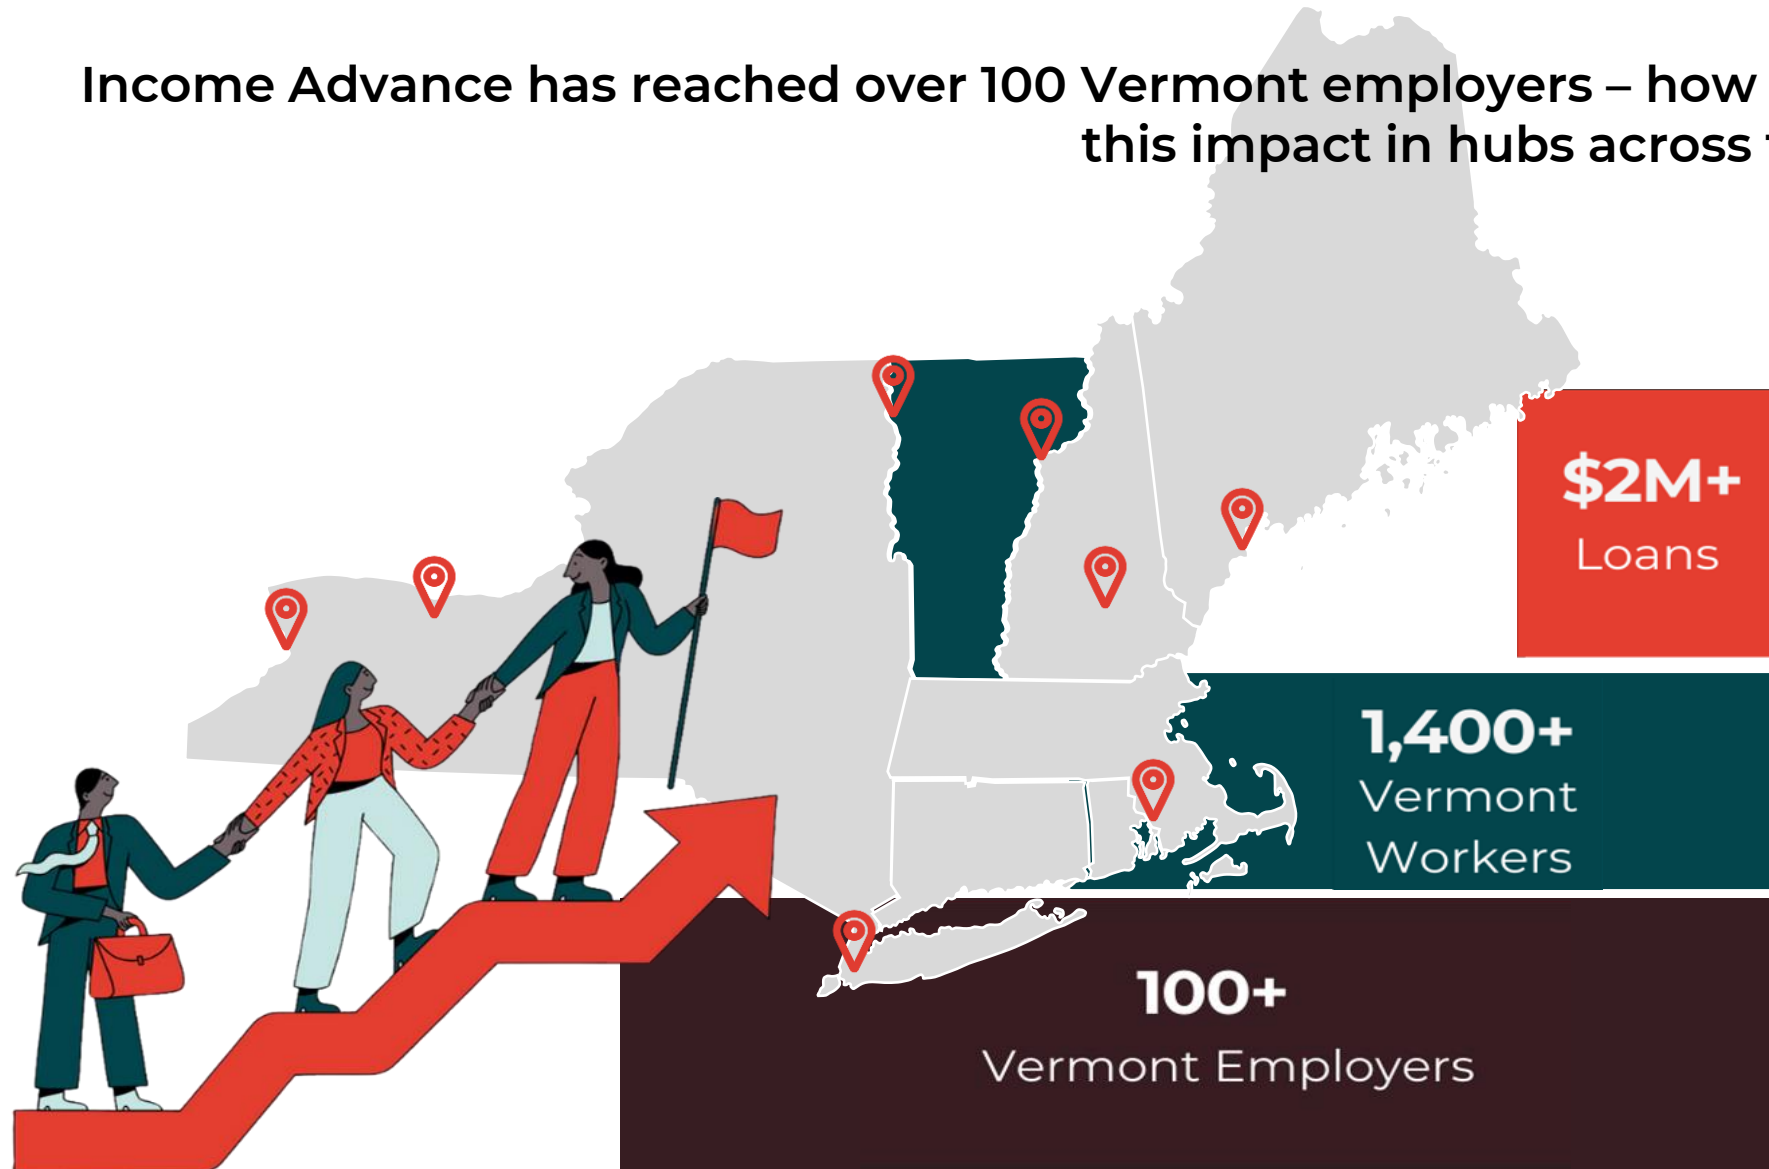 Income Advance has reached over 100 Vermont employers – how
this impact in hubs across
$2M+
Loans
1,400+
Vermont
Workers
100+
Vermont Employers